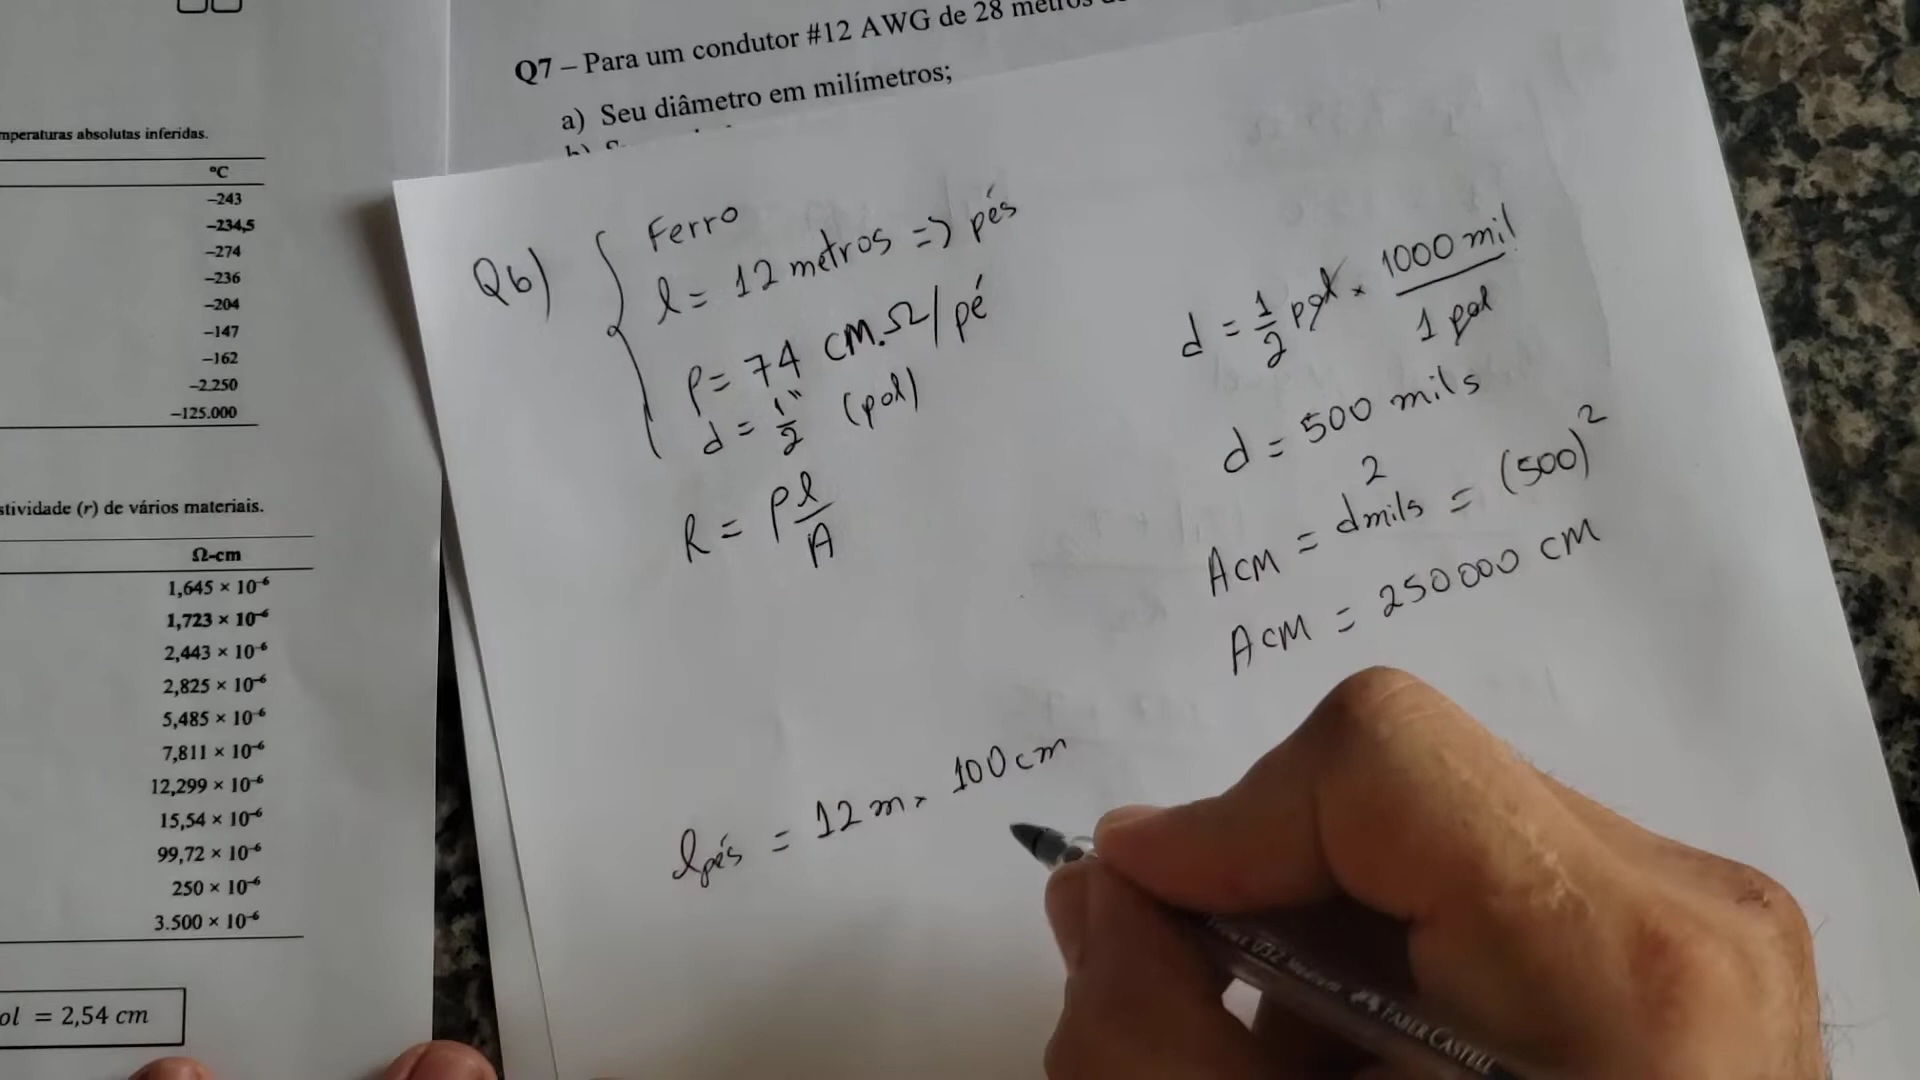 Q7 – Para um condutor #12 AWG de 28 metros
a) Seu diâmetro em milímetros;
mperaturas absolutas inferidas.
°C
–243
–234,5
–274
–236
–204
–147
–162
–2.250
–125.000
stividade (r) de vários materiais.
Ω-cm
1,645 × 10⁻⁶
1,723 × 10⁻⁶
2,443 × 10⁻⁶
2,825 × 10⁻⁶
5,485 × 10⁻⁶
7,811 × 10⁻⁶
12,299 × 10⁻⁶
15,54 × 10⁻⁶
99,72 × 10⁻⁶
250 × 10⁻⁶
3.500 × 10⁻⁶
ol = 2,54 cm
Q6) { Ferro
l = 12 metros => pés
ρ = 74 CM.Ω/pé
d = 1/2" (pol)
R = ρl/A
d = 1/2 pol × 1000 mil / 1 pol
d = 500 mils
ACM = d²mils = (500)²
ACM = 250000 CM
lpés = 12 m × 100 cm
FABER CASTELL